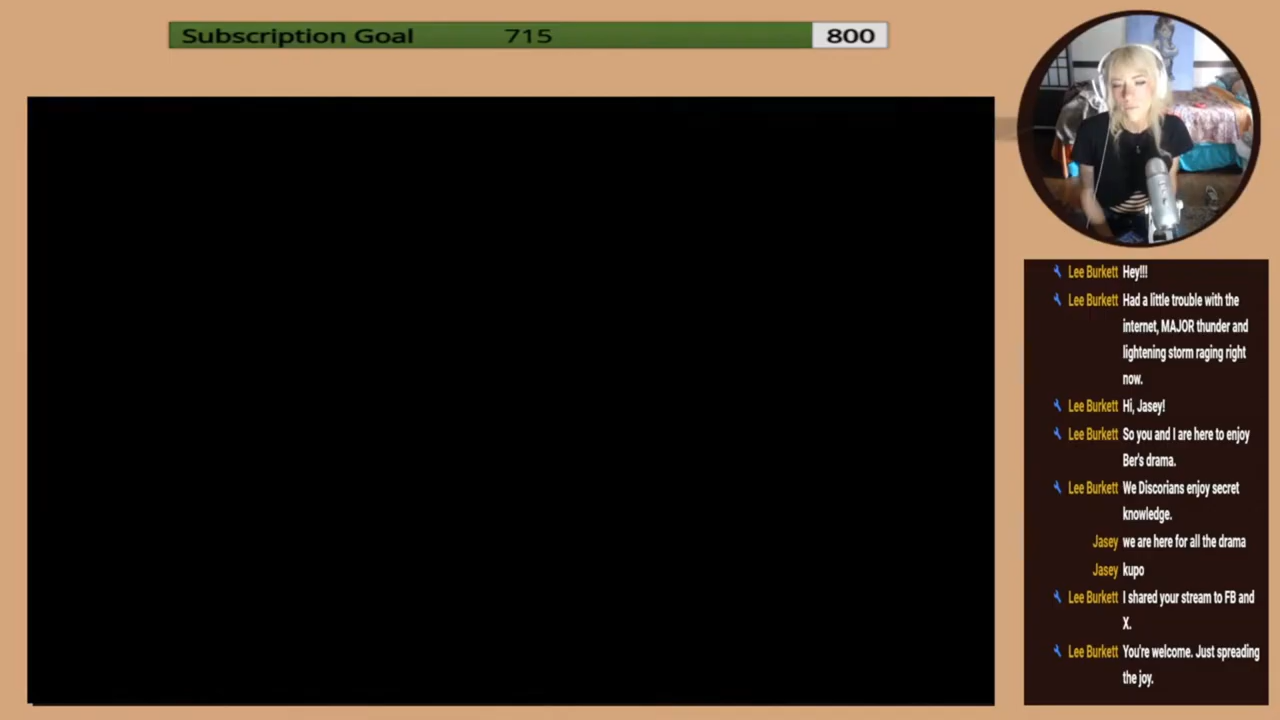 Subscription Goal 715 800
Lee Burkett Hey!!!
Lee Burkett Had a little trouble with the
internet, MAJOR thunder and
lightening storm raging right
now.
Lee Burkett Hi, Jasey!
Lee Burkett So you and I are here to enjoy
Ber's drama.
Lee Burkett We Discorians enjoy secret
knowledge.
Jasey we are here for all the drama
Jasey kupo
Lee Burkett I shared your stream to FB and
X.
Lee Burkett You're welcome. Just spreading
the joy.